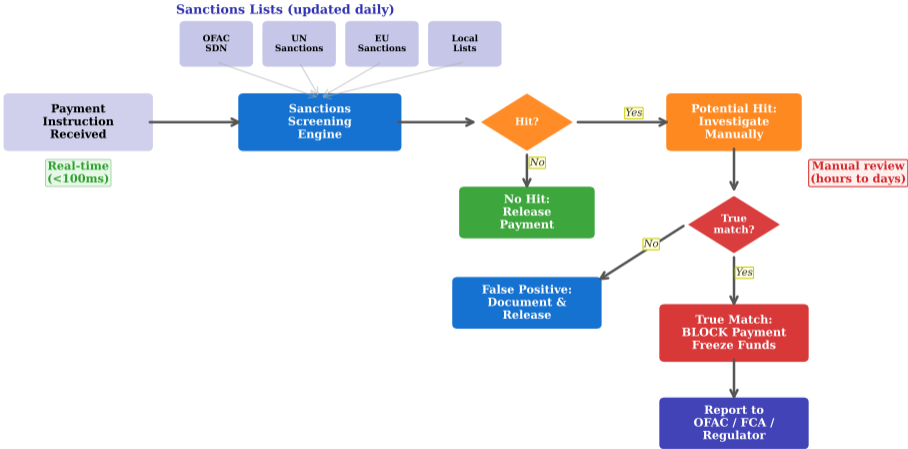 Sanctions Lists (updated daily)
OFAC
SDN
UN
Sanctions
EU
Sanctions
Local
Lists
Payment
Instruction
Received
Sanctions
Screening
Engine
Hit?
Yes
Potential Hit:
Investigate
Manually
Real-time
(<100ms)
No
Manual review
(hours to days)
No Hit:
Release
Payment
True
match?
No
Yes
False Positive:
Document &
Release
True Match:
BLOCK Payment
Freeze Funds
Report to
OFAC / FCA /
Regulator